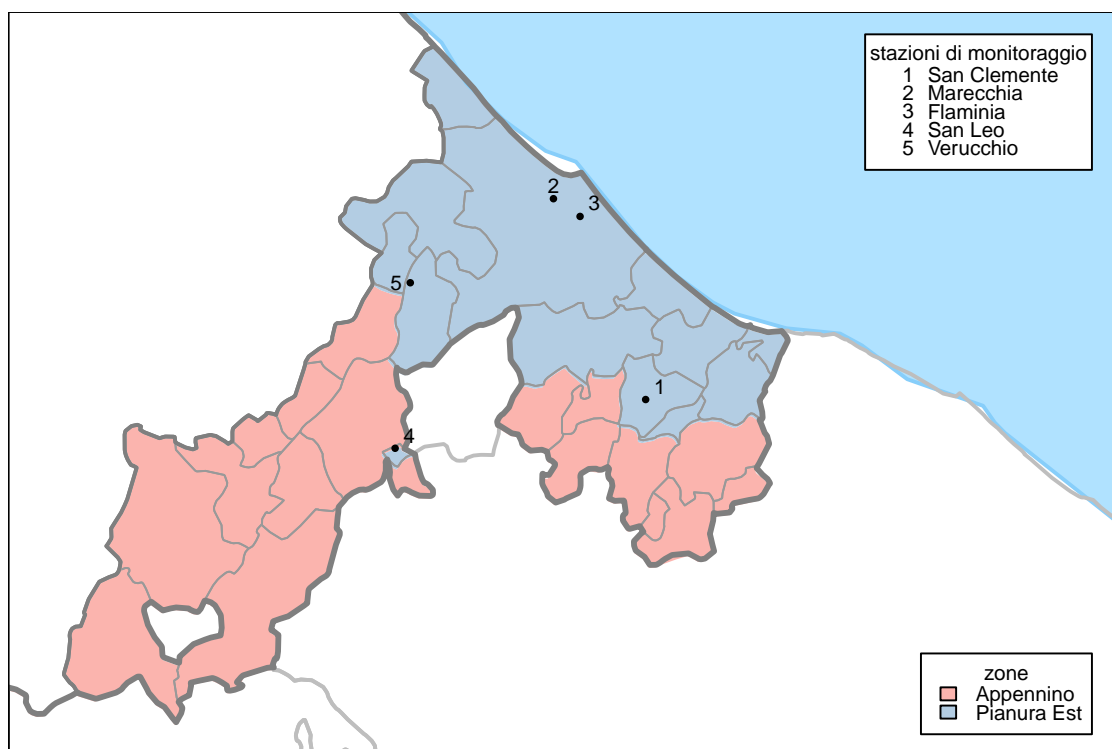 stazioni di monitoraggio
1 San Clemente
2 Marecchia
3 Flaminia
4 San Leo
5 Verucchio
2
3
5
1
4
zone
Appennino
Pianura Est